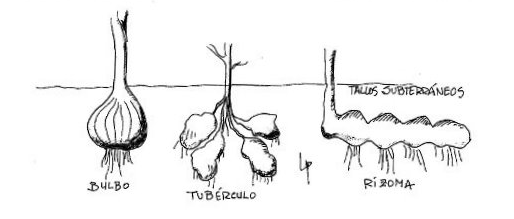 TALLOS SUBTERRÁNEOS
BULBO
TUBÉRCULO
RIZOMA